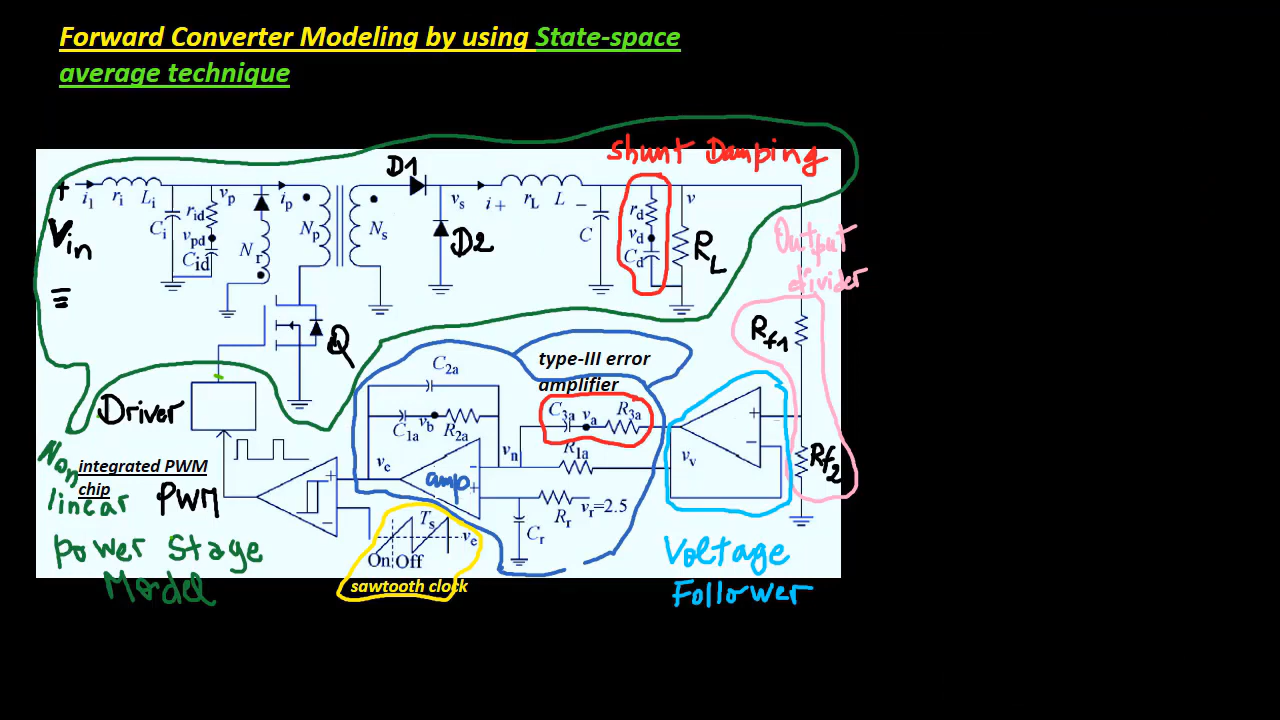 Forward Converter Modeling by using State-space
average technique
Shunt Damping
D1
+
i1 ri Li vp ip vs i+ rL L − v
Vin
Ci rid vpd Cid Nr Np Ns D2 C rd vd Cd RL
=
Output
divider
Q
Rf1
type-III error
amplifier
C2a
Driver
C3a va R3a
C1a vb R2a
+
−
Non
linear
integrated PWM
chip
PWM
vc
vn
R1a
vv
Rf2
amp
−
+
+
−
Rr
vr=2.5
Cr
Ts
vc
On Off
sawtooth clock
Power Stage
Model
Voltage
Follower